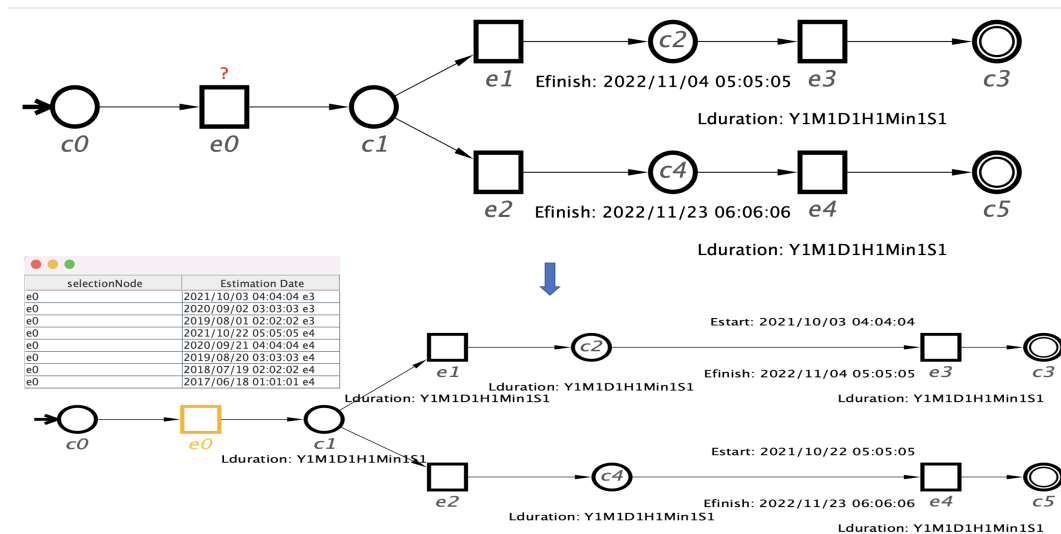 ?
c0
e0
c1
e1
c2
e3
c3
Efinish: 2022/11/04 05:05:05
Lduration: Y1M1D1H1Min1S1
e2
c4
e4
c5
Efinish: 2022/11/23 06:06:06
Lduration: Y1M1D1H1Min1S1
selectionNode Estimation Date
e0 2021/10/03 04:04:04 e3
e0 2020/09/02 03:03:03 e3
e0 2019/08/01 02:02:02 e3
e0 2021/10/22 05:05:05 e4
e0 2020/09/21 04:04:04 e4
e0 2019/08/20 03:03:03 e4
e0 2018/07/19 02:02:02 e4
e0 2017/06/18 01:01:01 e4
Estart: 2021/10/03 04:04:04
e1
c2
e3
c3
Efinish: 2022/11/04 05:05:05
Lduration: Y1M1D1H1Min1S1
Lduration: Y1M1D1H1Min1S1
Lduration: Y1M1D1H1Min1S1
c0
e0
c1
Lduration: Y1M1D1H1Min1S1
Estart: 2021/10/22 05:05:05
e2
c4
e4
c5
Efinish: 2022/11/23 06:06:06
Lduration: Y1M1D1H1Min1S1
Lduration: Y1M1D1H1Min1S1